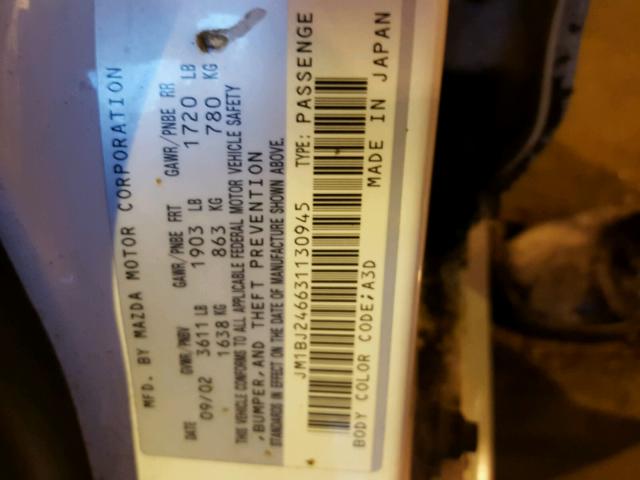 MFD. BY MAZDA MOTOR CORPORATION
DATE GVWR/PNBV GAWR/PNBE FRT GAWR/PNBE RR
09/02 3611 LB 1903 LB 1720 LB
1638 KG 863 KG 780 KG
THIS VEHICLE CONFORMS TO ALL APPLICABLE FEDERAL MOTOR VEHICLE SAFETY
,BUMPER,AND THEFT PREVENTION
STANDARDS IN EFFECT ON THE DATE OF MANUFACTURE SHOWN ABOVE.
JM1BJ246631130945 TYPE: PASSENGE
BODY COLOR CODE;A3D MADE IN JAPAN